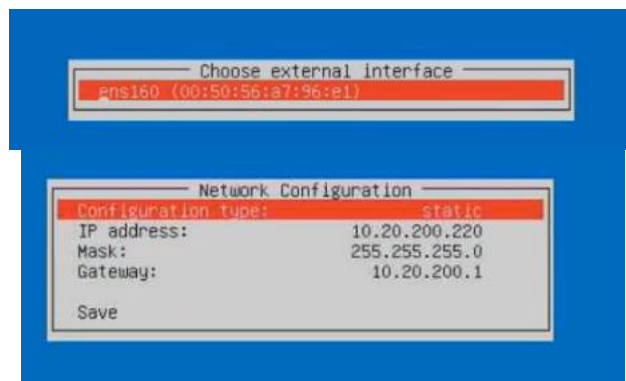 Choose external interface
ens160 (00:50:56:a7:96:e1)
Network Configuration
Configuration type: static
IP address: 10.20.200.220
Mask: 255.255.255.0
Gateway: 10.20.200.1
Save